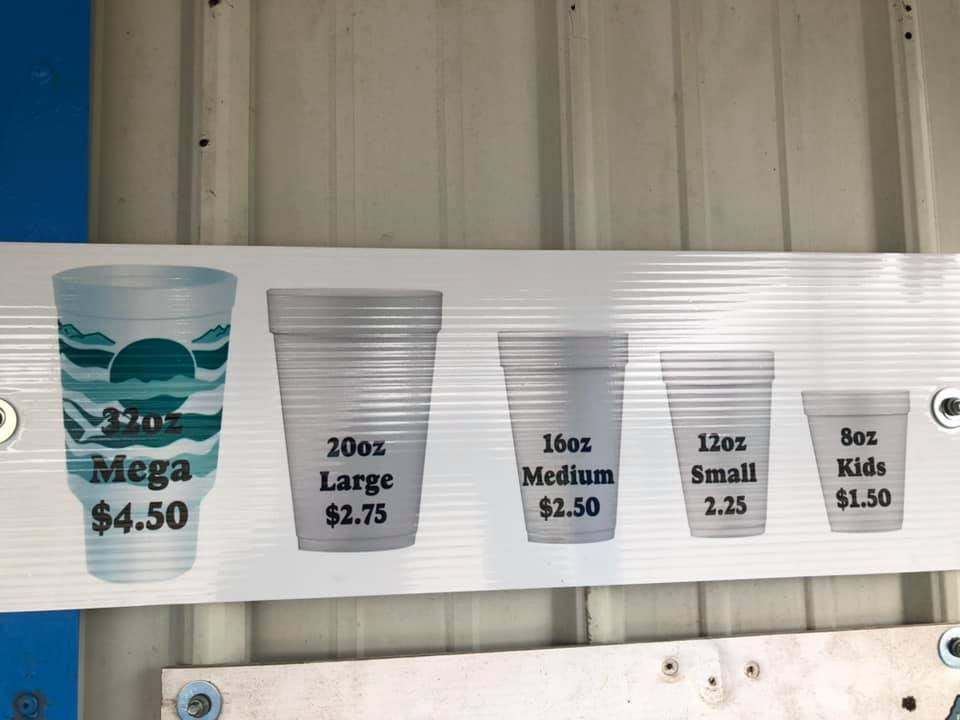 32oz
Mega
$4.50
20oz
Large
$2.75
16oz
Medium
$2.50
12oz
Small
2.25
8oz
Kids
$1.50